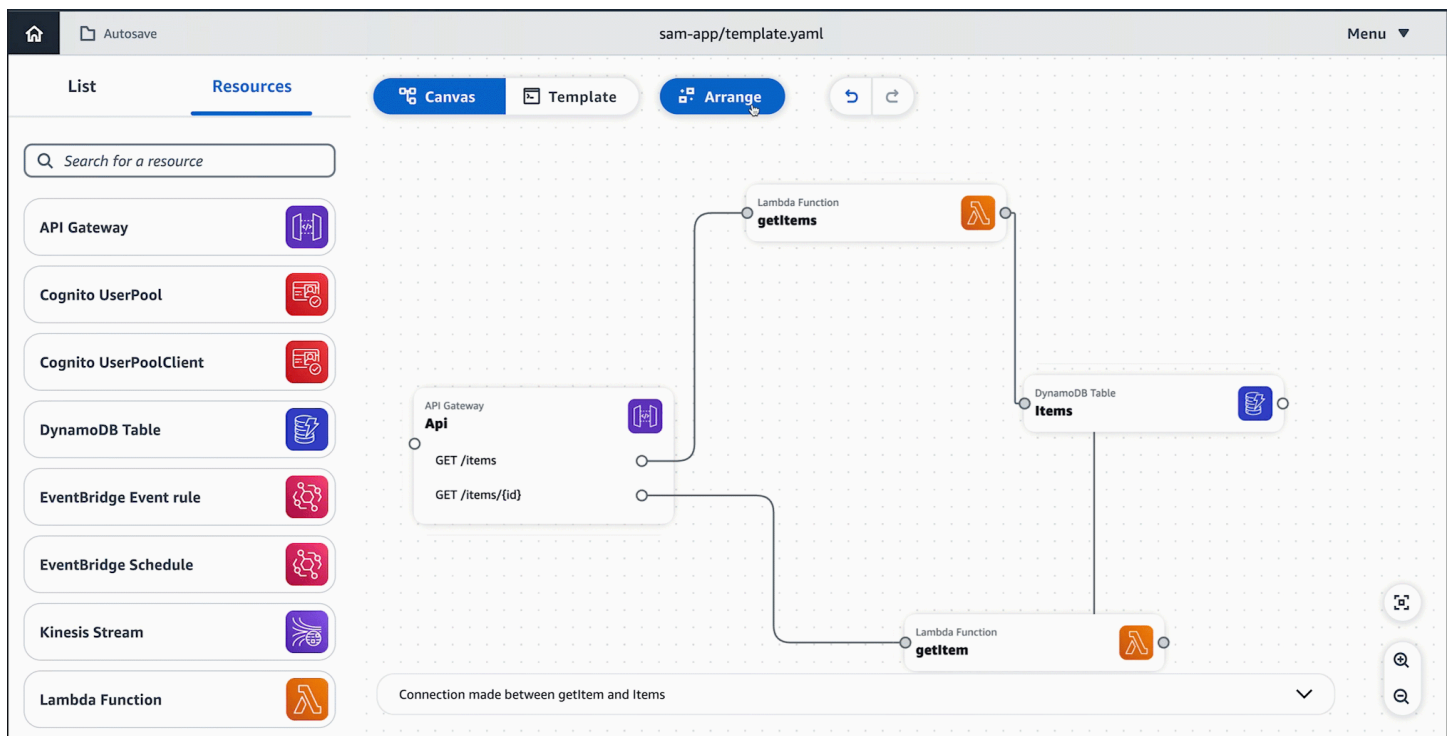 Autosave
sam-app/template.yaml
Menu
List
Resources
Canvas
Template
Arrange
Search for a resource
API Gateway
Cognito UserPool
Cognito UserPoolClient
DynamoDB Table
EventBridge Event rule
EventBridge Schedule
Kinesis Stream
Lambda Function
Lambda Function
getItems
API Gateway
Api
GET /items
GET /items/{id}
DynamoDB Table
Items
Lambda Function
getItem
Connection made between getItem and Items